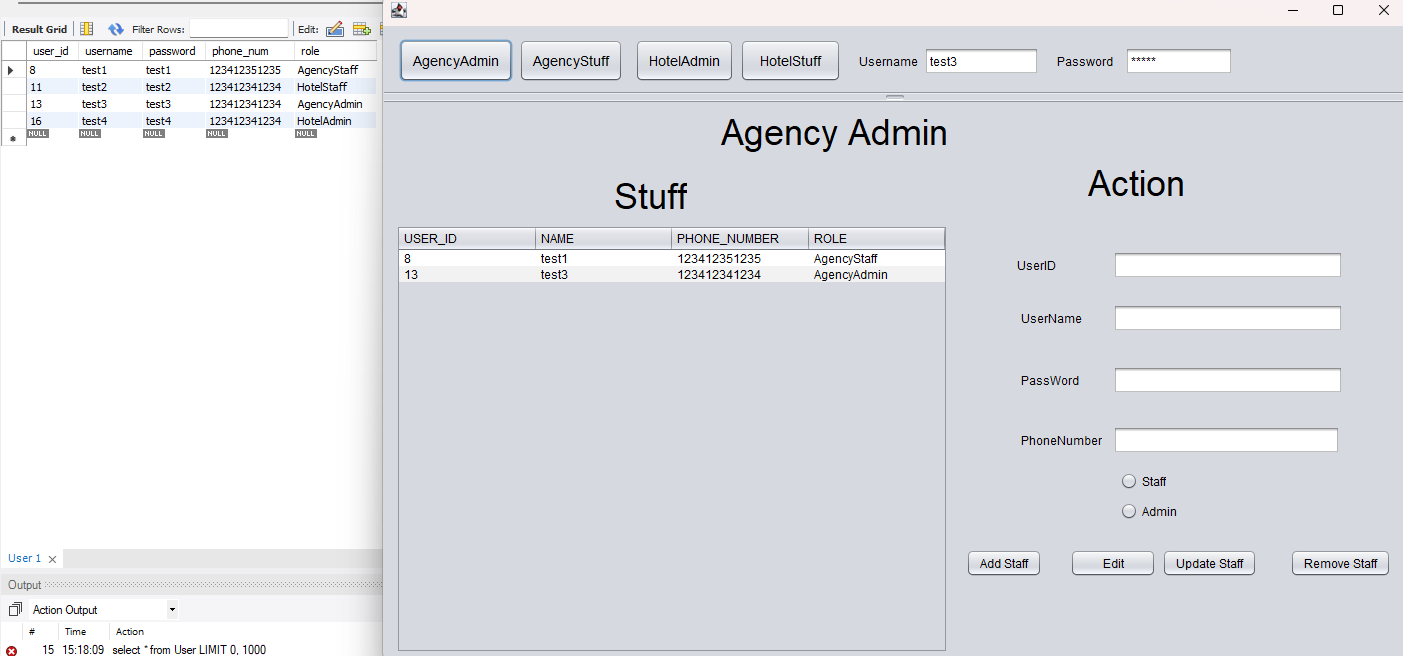 Result Grid Filter Rows: Edit:
user_id username password phone_num role
8 test1 test1 123412351235 AgencyStaff
11 test2 test2 123412341234 HotelStaff
13 test3 test3 123412341234 AgencyAdmin
16 test4 test4 123412341234 HotelAdmin
NULL NULL NULL NULL NULL
User 1
Output
Action Output
# Time Action
15 15:18:09 select * from User LIMIT 0, 1000
AgencyAdmin AgencyStuff HotelAdmin HotelStuff Username test3 Password *****
Agency Admin
Stuff
USER_ID NAME PHONE_NUMBER ROLE
8 test1 123412351235 AgencyStaff
13 test3 123412341234 AgencyAdmin
Action
UserID
UserName
PassWord
PhoneNumber
Staff
Admin
Add Staff Edit Update Staff Remove Staff